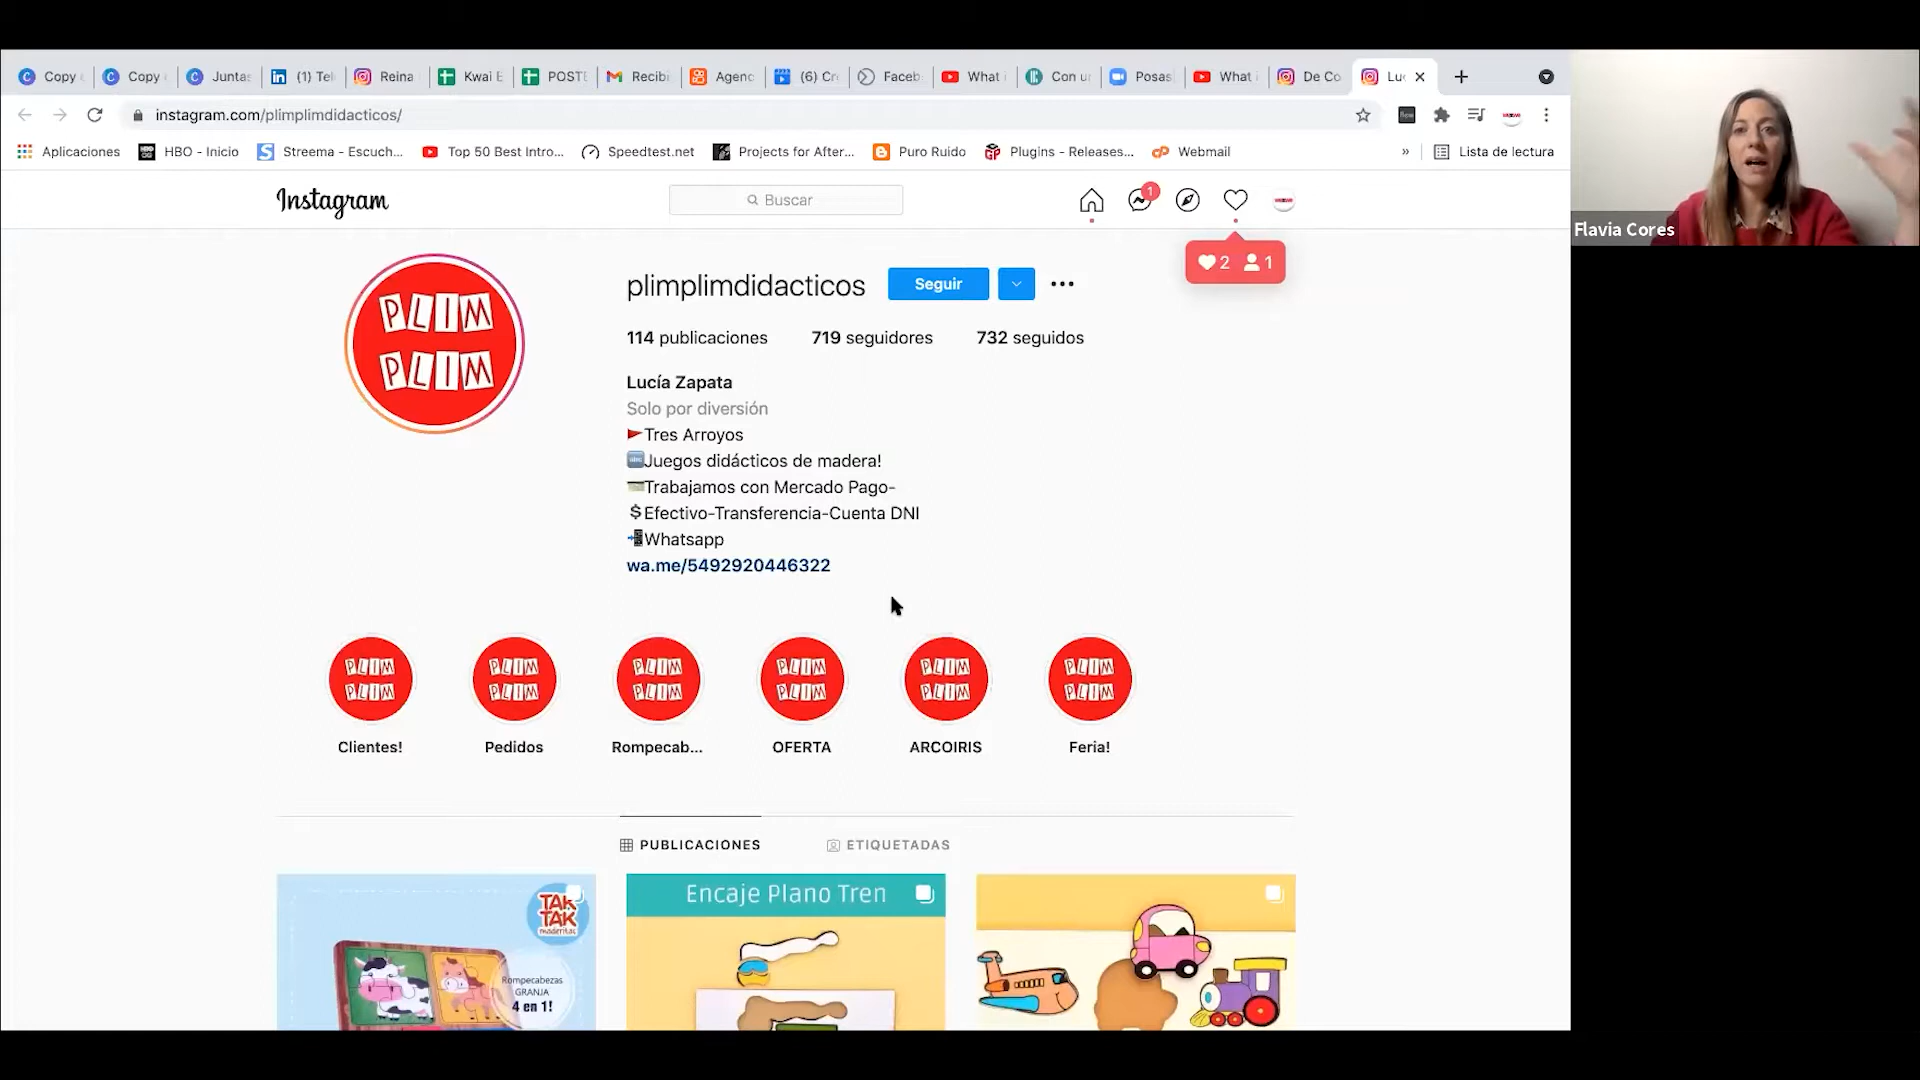 Copy
Copy
Juntas
(1) Tel
Reina
Kwai E
POSTE
Recibi
Agenc
(6) Cr
Faceb
What i
Con u
Posas
What i
De Co
Luc
instagram.com/plimplimdidacticos/
Aplicaciones
HBO - Inicio
Streema - Escuch...
Top 50 Best Intro...
Speedtest.net
Projects for After...
Puro Ruido
Plugins - Releases...
Webmail
»
Lista de lectura
Instagram
Buscar
1
2 1
Flavia Cores
PLIM
PLIM
plimplimdidacticos
Seguir
114 publicaciones
719 seguidores
732 seguidos
Lucía Zapata
Solo por diversión
Tres Arroyos
Juegos didácticos de madera!
Trabajamos con Mercado Pago-
$Efectivo-Transferencia-Cuenta DNI
Whatsapp
wa.me/5492920446322
PLIM PLIM
PLIM PLIM
PLIM PLIM
PLIM PLIM
PLIM PLIM
PLIM PLIM
Clientes!
Pedidos
Rompecab...
OFERTA
ARCOIRIS
Feria!
PUBLICACIONES
ETIQUETADAS
TAK
TAK
maderitas
Rompecabezas
GRANJA
4 en 1!
Encaje Plano Tren